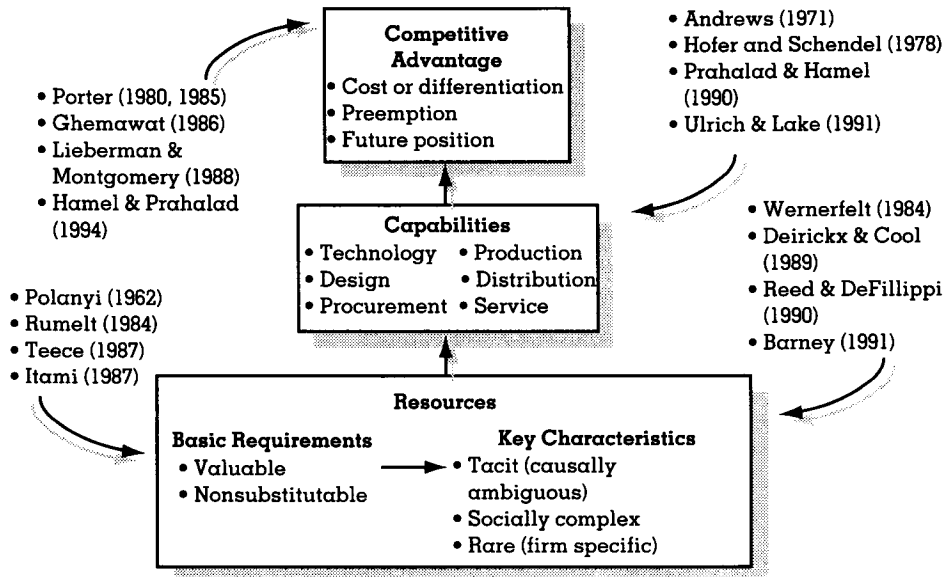 Competitive
Advantage
• Cost or differentiation
• Preemption
• Future position
• Porter (1980, 1985)
• Ghemawat (1986)
• Lieberman &
Montgomery (1988)
• Hamel & Prahalad
(1994)
• Andrews (1971)
• Hofer and Schendel (1978)
• Prahalad & Hamel
(1990)
• Ulrich & Lake (1991)
Capabilities
• Technology
• Design
• Procurement
• Production
• Distribution
• Service
• Polanyi (1962)
• Rumelt (1984)
• Teece (1987)
• Itami (1987)
• Wernerfelt (1984)
• Deirickx & Cool
(1989)
• Reed & DeFillippi
(1990)
• Barney (1991)
Resources
Basic Requirements
• Valuable
• Nonsubstitutable
Key Characteristics
• Tacit (causally
ambiguous)
• Socially complex
• Rare (firm specific)